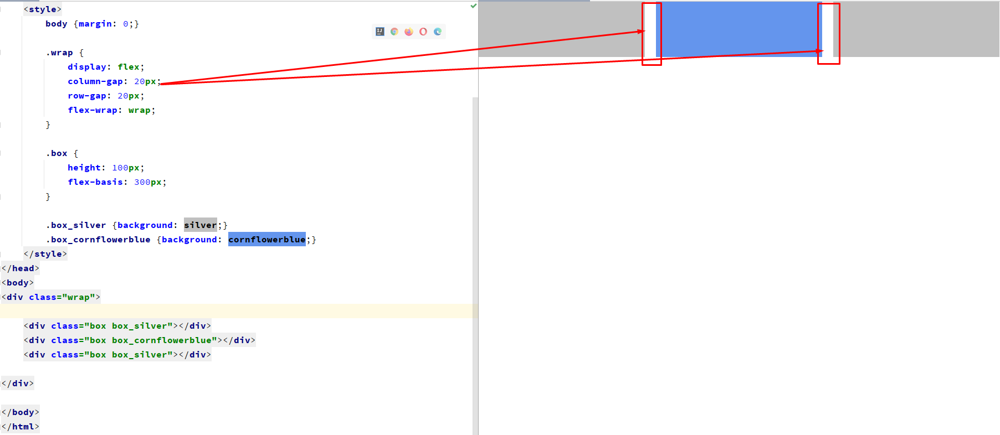 <style>
body {margin: 0;}
.wrap {
display: flex;
column-gap: 20px;
row-gap: 20px;
flex-wrap: wrap;
}
.box {
height: 100px;
flex-basis: 300px;
}
.box_silver {background: silver;}
.box_cornflowerblue {background: cornflowerblue;}
</style>
</head>
<body>
<div class="wrap">
<div class="box box_silver"></div>
<div class="box box_cornflowerblue"></div>
<div class="box box_silver"></div>
</div>
</body>
</html>